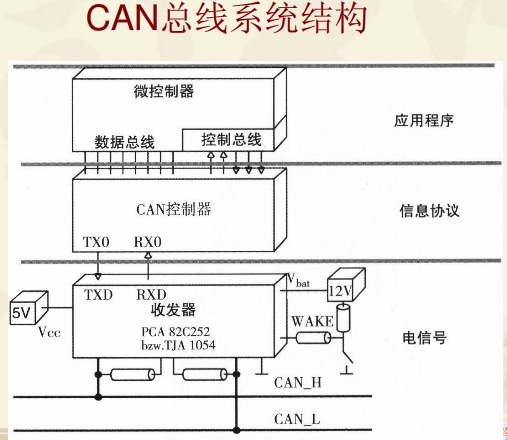 CAN总线系统结构
微控制器
数据总线
控制总线
应用程序
CAN控制器
信息协议
TX0 RX0
TXD RXD
收发器
PCA 82C252
bzw.TJA 1054
5V
Vcc
Vbat
12V
WAKE
电信号
CAN_H
CAN_L